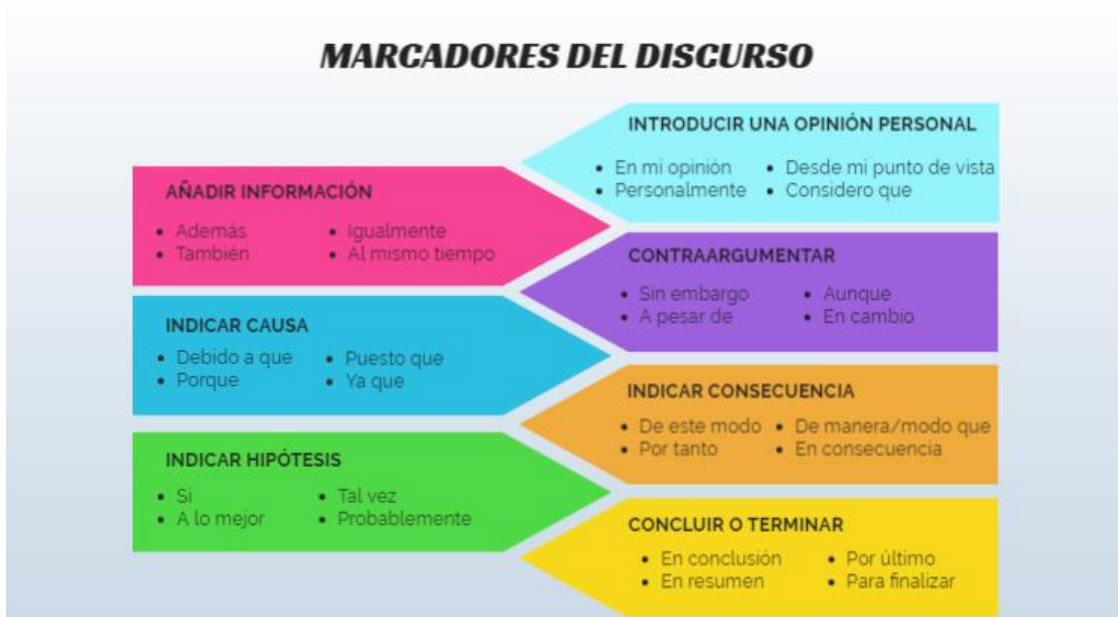 MARCADORES DEL DISCURSO
INTRODUCIR UNA OPINIÓN PERSONAL
• En mi opinión • Desde mi punto de vista
• Personalmente • Considero que
AÑADIR INFORMACIÓN
• Además • Igualmente
• También • Al mismo tiempo
CONTRAARGUMENTAR
• Sin embargo • Aunque
• A pesar de • En cambio
INDICAR CAUSA
• Debido a que • Puesto que
• Porque • Ya que
INDICAR CONSECUENCIA
• De este modo • De manera/modo que
• Por tanto • En consecuencia
INDICAR HIPÓTESIS
• Si • Tal vez
• A lo mejor • Probablemente
CONCLUIR O TERMINAR
• En conclusión • Por último
• En resumen • Para finalizar